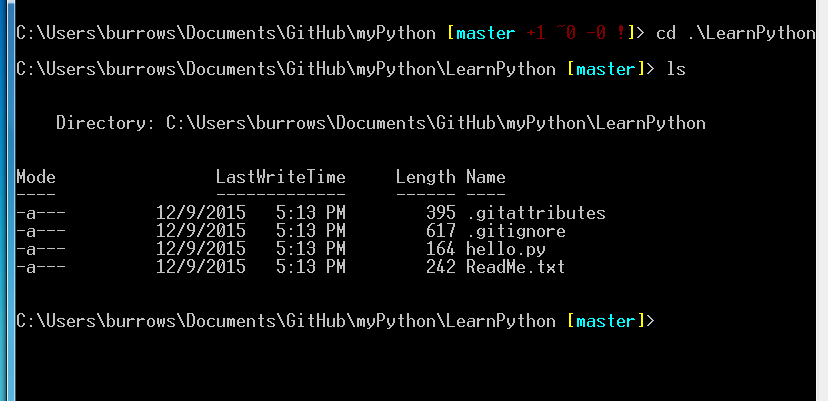 C:\Users\burrows\Documents\GitHub\myPython [master +1 ~0 -0 !]> cd .\LearnPython
C:\Users\burrows\Documents\GitHub\myPython\LearnPython [master]> ls
Directory: C:\Users\burrows\Documents\GitHub\myPython\LearnPython
Mode LastWriteTime Length Name
---- ------------- ------ ----
-a--- 12/9/2015 5:13 PM 395 .gitattributes
-a--- 12/9/2015 5:13 PM 617 .gitignore
-a--- 12/9/2015 5:13 PM 164 hello.py
-a--- 12/9/2015 5:13 PM 242 ReadMe.txt
C:\Users\burrows\Documents\GitHub\myPython\LearnPython [master]>